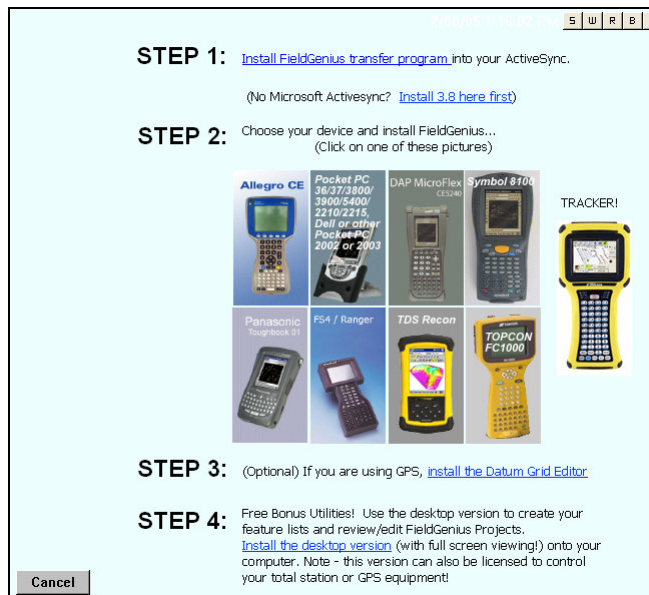 S W R B
STEP 1: Install FieldGenius transfer program into your ActiveSync.
(No Microsoft Activesync? Install 3.8 here first)
STEP 2: Choose your device and install FieldGenius...
(Click on one of these pictures)
Allegro CE
Pocket PC
36/37/3800/
3900/5400/
2210/2215,
Dell or other
Pocket PC
2002 or 2003
DAP MicroFlex
CE5240
Symbol 8100
TRACKER!
Panasonic
Toughbook 01
FS4 / Ranger
TDS Recon
TOPCON
FC1000
STEP 3: (Optional) If you are using GPS, install the Datum Grid Editor
STEP 4: Free Bonus Utilities! Use the desktop version to create your
feature lists and review/edit FieldGenius Projects.
Install the desktop version (with full screen viewing!) onto your
computer. Note - this version can also be licensed to control
your total station or GPS equipment!
Cancel